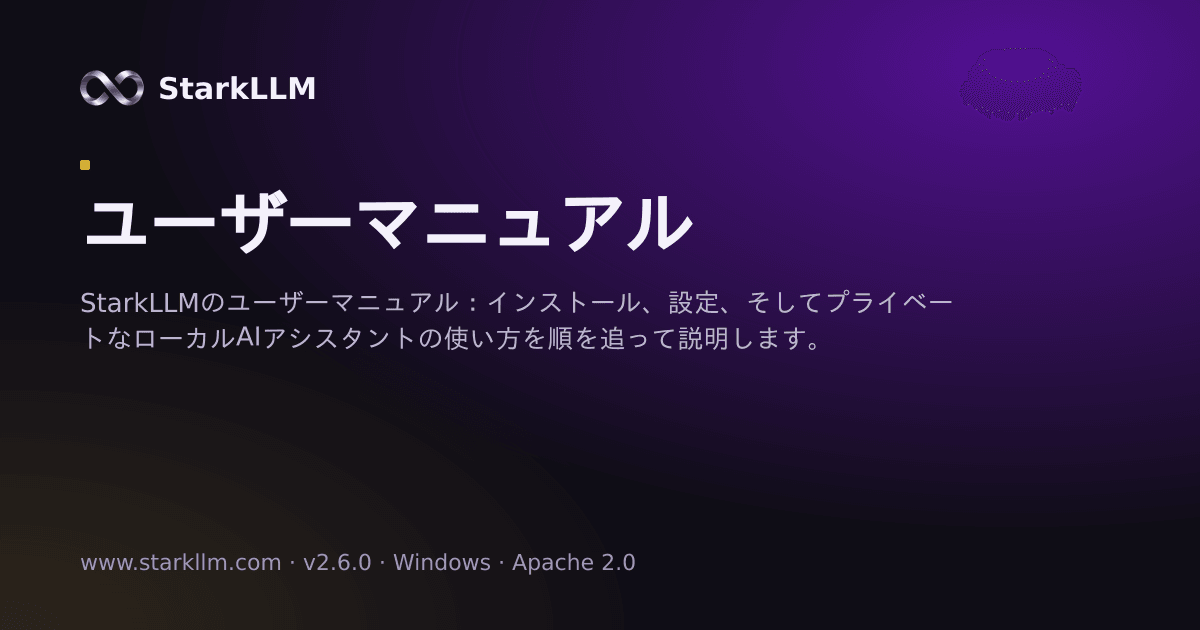 StarkLLM
ユーザーマニュアル
StarkLLMのユーザーマニュアル：インストール、設定、そしてプライベー
トなローカルAIアシスタントの使い方を順を追って説明します。
www.starkllm.com · v2.6.0 · Windows · Apache 2.0